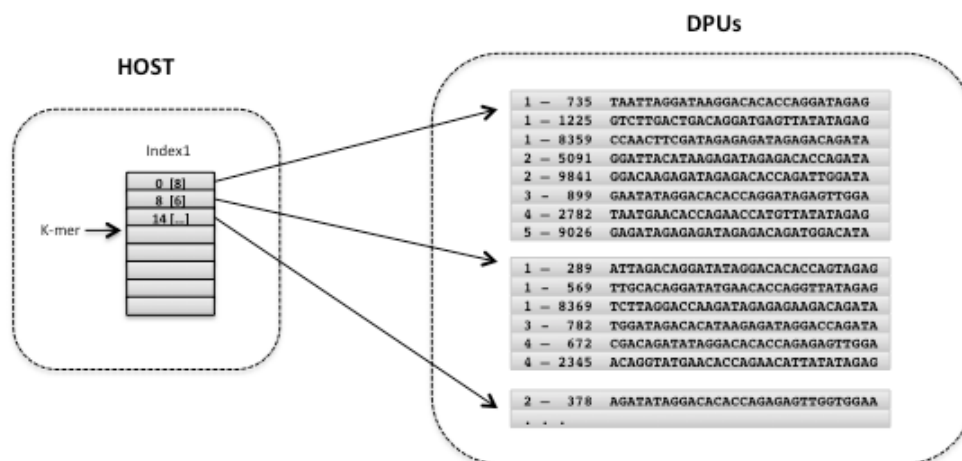 DPUs
HOST
Index1
0 [8]
8 [6]
14 [...]
K-mer
1 – 735 TAATTAGGATAAGGACACACCAGGATAGAG
1 – 1225 GTCTTGACTGACAGGATGAGTTATATAGAG
1 – 8359 CCAACTTCGATAGAGAGATAGAGACAGATA
2 – 5091 GGATTACATAAGAGATAGAGACACCAGATA
2 – 9841 GGACAAGAGATAGAGACACCAGATTGGATA
3 - 899 GAATATAGGACACACCAGGATAGAGTTGGA
4 – 2782 TAATGAACACCAGAACCATGTTATATAGAG
5 – 9026 GAGATAGAGAGATAGAGACAGATGGACATA
1 – 289 ATTAGACAGGATATAGGACACACCAGTAGAG
1 - 569 TTGCACAGGATATGAACACCAGGTTATAGAG
1 – 8369 TCTTAGGACCAAGATAGAGAGAAGACAGATA
3 - 782 TGGATAGACACATAAGAGATAGGACCAGATA
4 – 672 CGACAGATATAGGACACACCAGAGAGTTGGA
4 – 2345 ACAGGTATGAACACCAGAACATTATATAGAG
2 – 378 AGATATAGGACACACCAGAGAGTTGGTGGAA
. . .